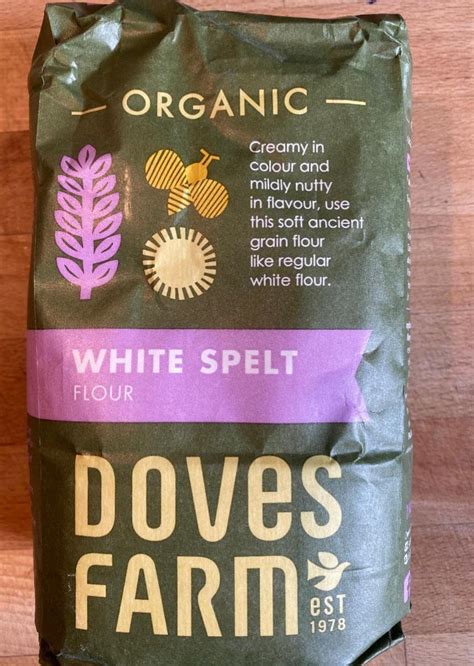 ORGANIC
Creamy in
colour and
mildly nutty
in flavour, use
this soft ancient
grain flour
like regular
white flour.
WHITE SPELT
FLOUR
DOVES
FARM
EST
1978